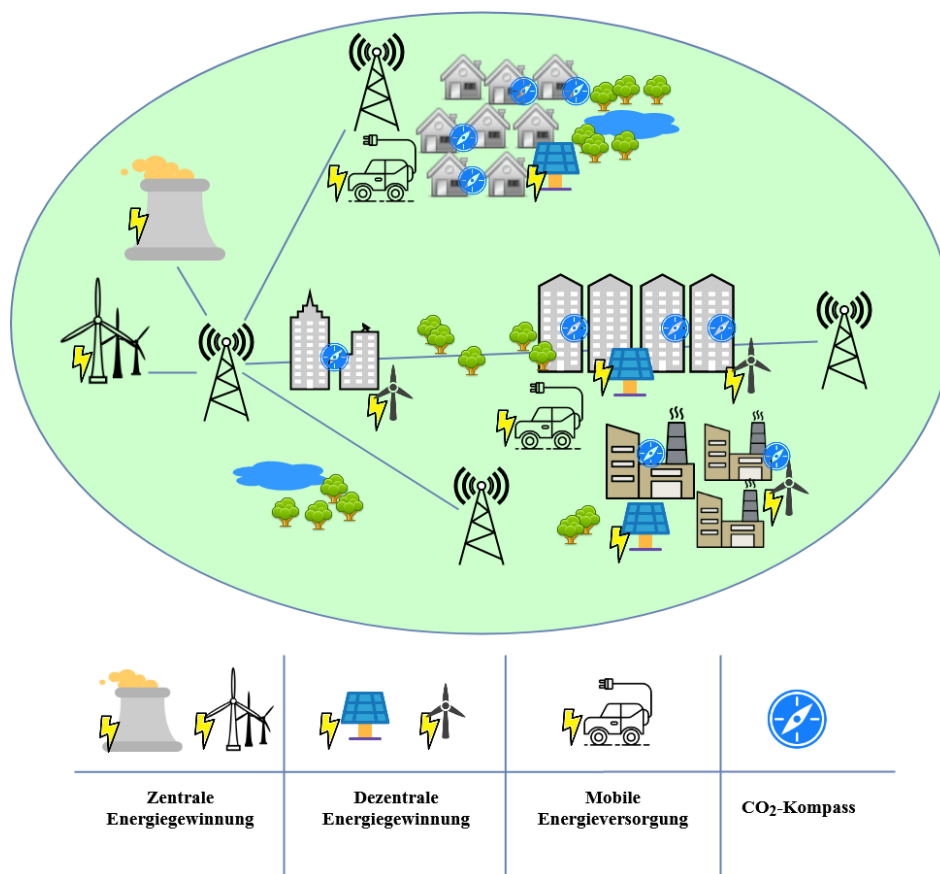 Zentrale
Energiegewinnung
Dezentrale
Energiegewinnung
Mobile
Energieversorgung
CO₂-Kompass